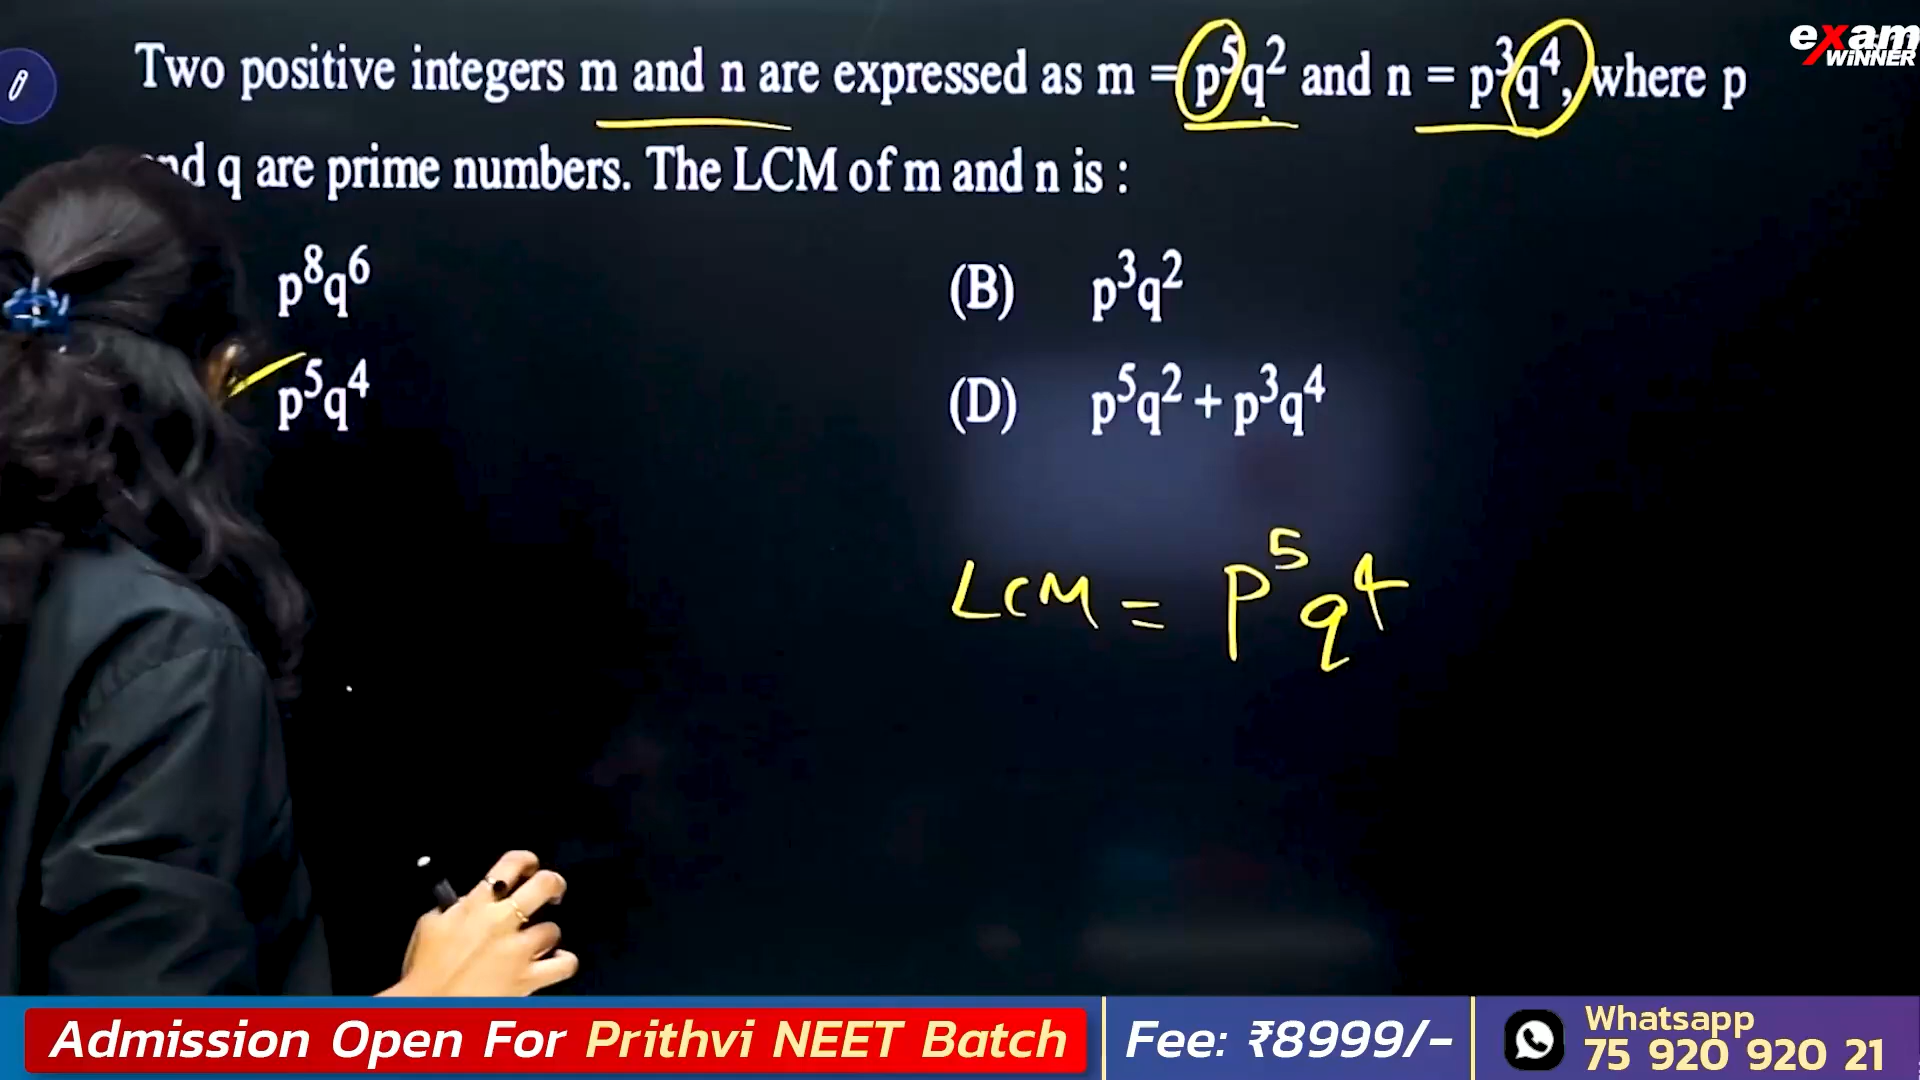 exam
WiNNER
Two positive integers m and n are expressed as m = p⁵q² and n = p³q⁴, where p
and q are prime numbers. The LCM of m and n is :
p⁸q⁶
(B) p³q²
p⁵q⁴
(D) p⁵q² + p³q⁴
LCM = p⁵q⁴
Admission Open For Prithvi NEET Batch
Fee: ₹8999/-
Whatsapp
75 920 920 21